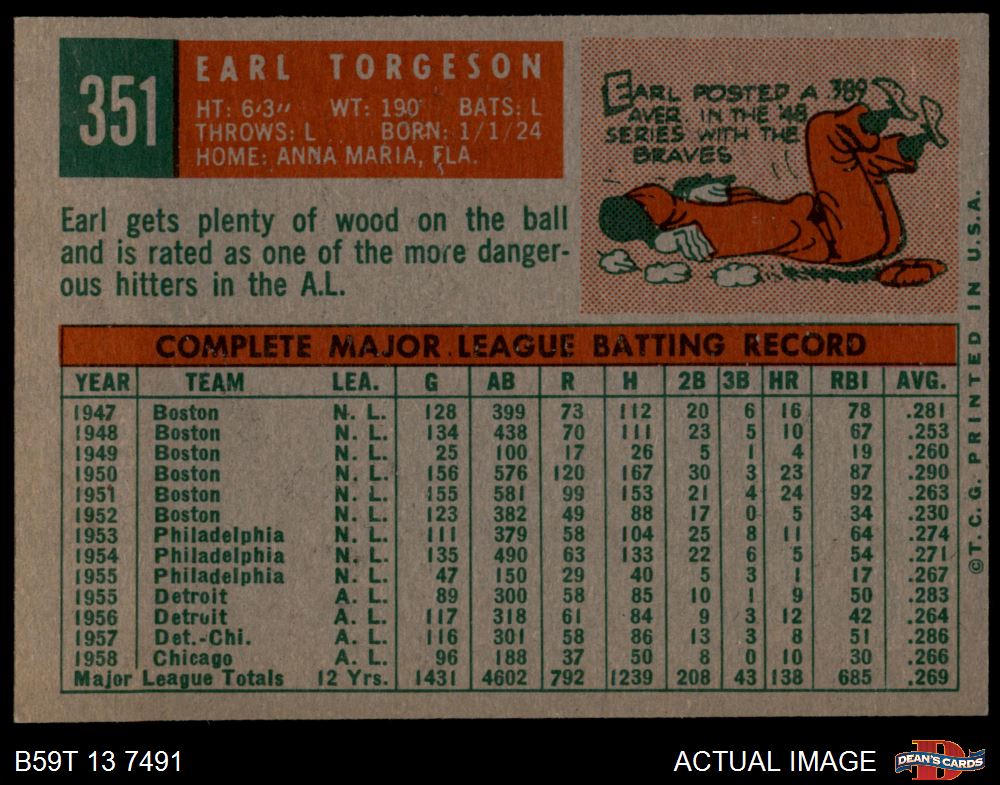 351
EARL TORGESON
HT: 6'3" WT: 190 BATS: L
THROWS: L BORN: 1/1/24
HOME: ANNA MARIA, FLA.
EARL POSTED A 389
AVER. IN THE '48
SERIES WITH THE
BRAVES
Earl gets plenty of wood on the ball
and is rated as one of the more danger-
ous hitters in the A.L.
COMPLETE MAJOR LEAGUE BATTING RECORD
YEAR TEAM LEA. G AB R H 2B 3B HR RBI AVG.
1947 Boston N. L. 128 399 73 112 20 6 16 78 .281
1948 Boston N. L. 134 438 70 111 23 5 10 67 .253
1949 Boston N. L. 25 100 17 26 5 1 4 19 .260
1950 Boston N. L. 156 576 120 167 30 3 23 87 .290
1951 Boston N. L. 155 581 99 153 21 4 24 92 .263
1952 Boston N. L. 123 382 49 88 17 0 5 34 .230
1953 Philadelphia N. L. 111 379 58 104 25 8 11 64 .274
1954 Philadelphia N. L. 135 490 63 133 22 6 5 54 .271
1955 Philadelphia N. L. 47 150 29 40 5 3 1 17 .267
1955 Detroit A. L. 89 300 58 85 10 1 9 50 .283
1956 Detroit A. L. 117 318 61 84 9 3 12 42 .264
1957 Det.-Chi. A. L. 116 301 58 86 13 3 8 51 .286
1958 Chicago A. L. 96 188 37 50 8 0 10 30 .266
Major League Totals 12 Yrs. 1431 4602 792 1239 208 43 138 685 .269
©T. C. G. PRINTED IN U.S.A.
B59T 13 7491
ACTUAL IMAGE
D
DEAN'S CARDS